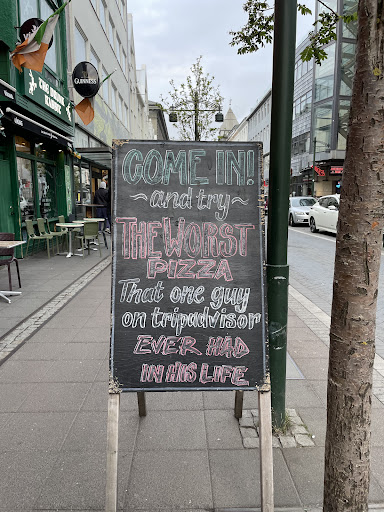 GUINNESS
COME IN!
~and try~
THE WORST
PIZZA
That one guy
on tripadvisor
EVER HAD
IN HIS LIFE